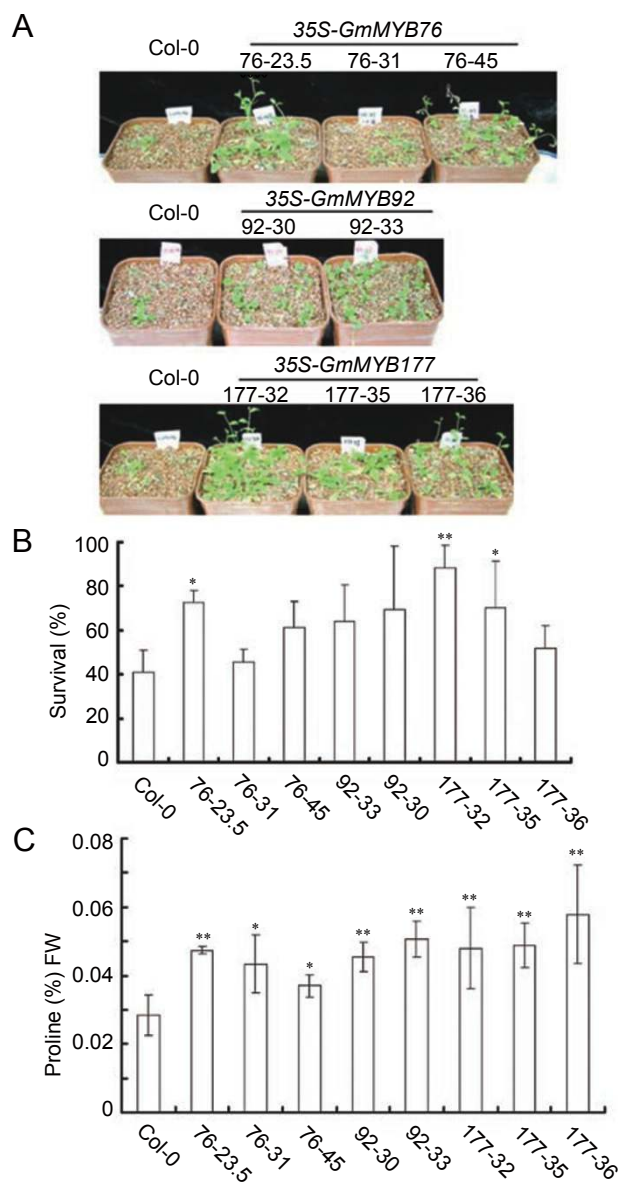 A
35S-GmMYB76
Col-0
76-23.5 76-31 76-45
35S-GmMYB92
Col-0
92-30 92-33
35S-GmMYB177
Col-0
177-32 177-35 177-36
B
100
80
60
40
20
0
Survival (%)
* ** *
Col-0 76-23.5 76-31 76-45 92-33 92-30 177-32 177-35 177-36
C
0.08
0.06
0.04
0.02
0
Proline (%) FW
** * * ** ** ** ** **
Col-0 76-23.5 76-31 76-45 92-30 92-33 177-32 177-35 177-36